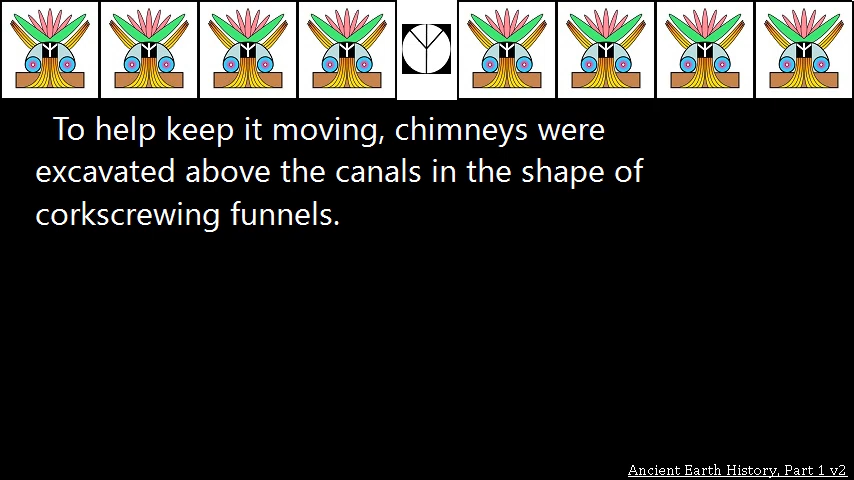 To help keep it moving, chimneys were
excavated above the canals in the shape of
corkscrewing funnels.
Ancient Earth History, Part 1 v2